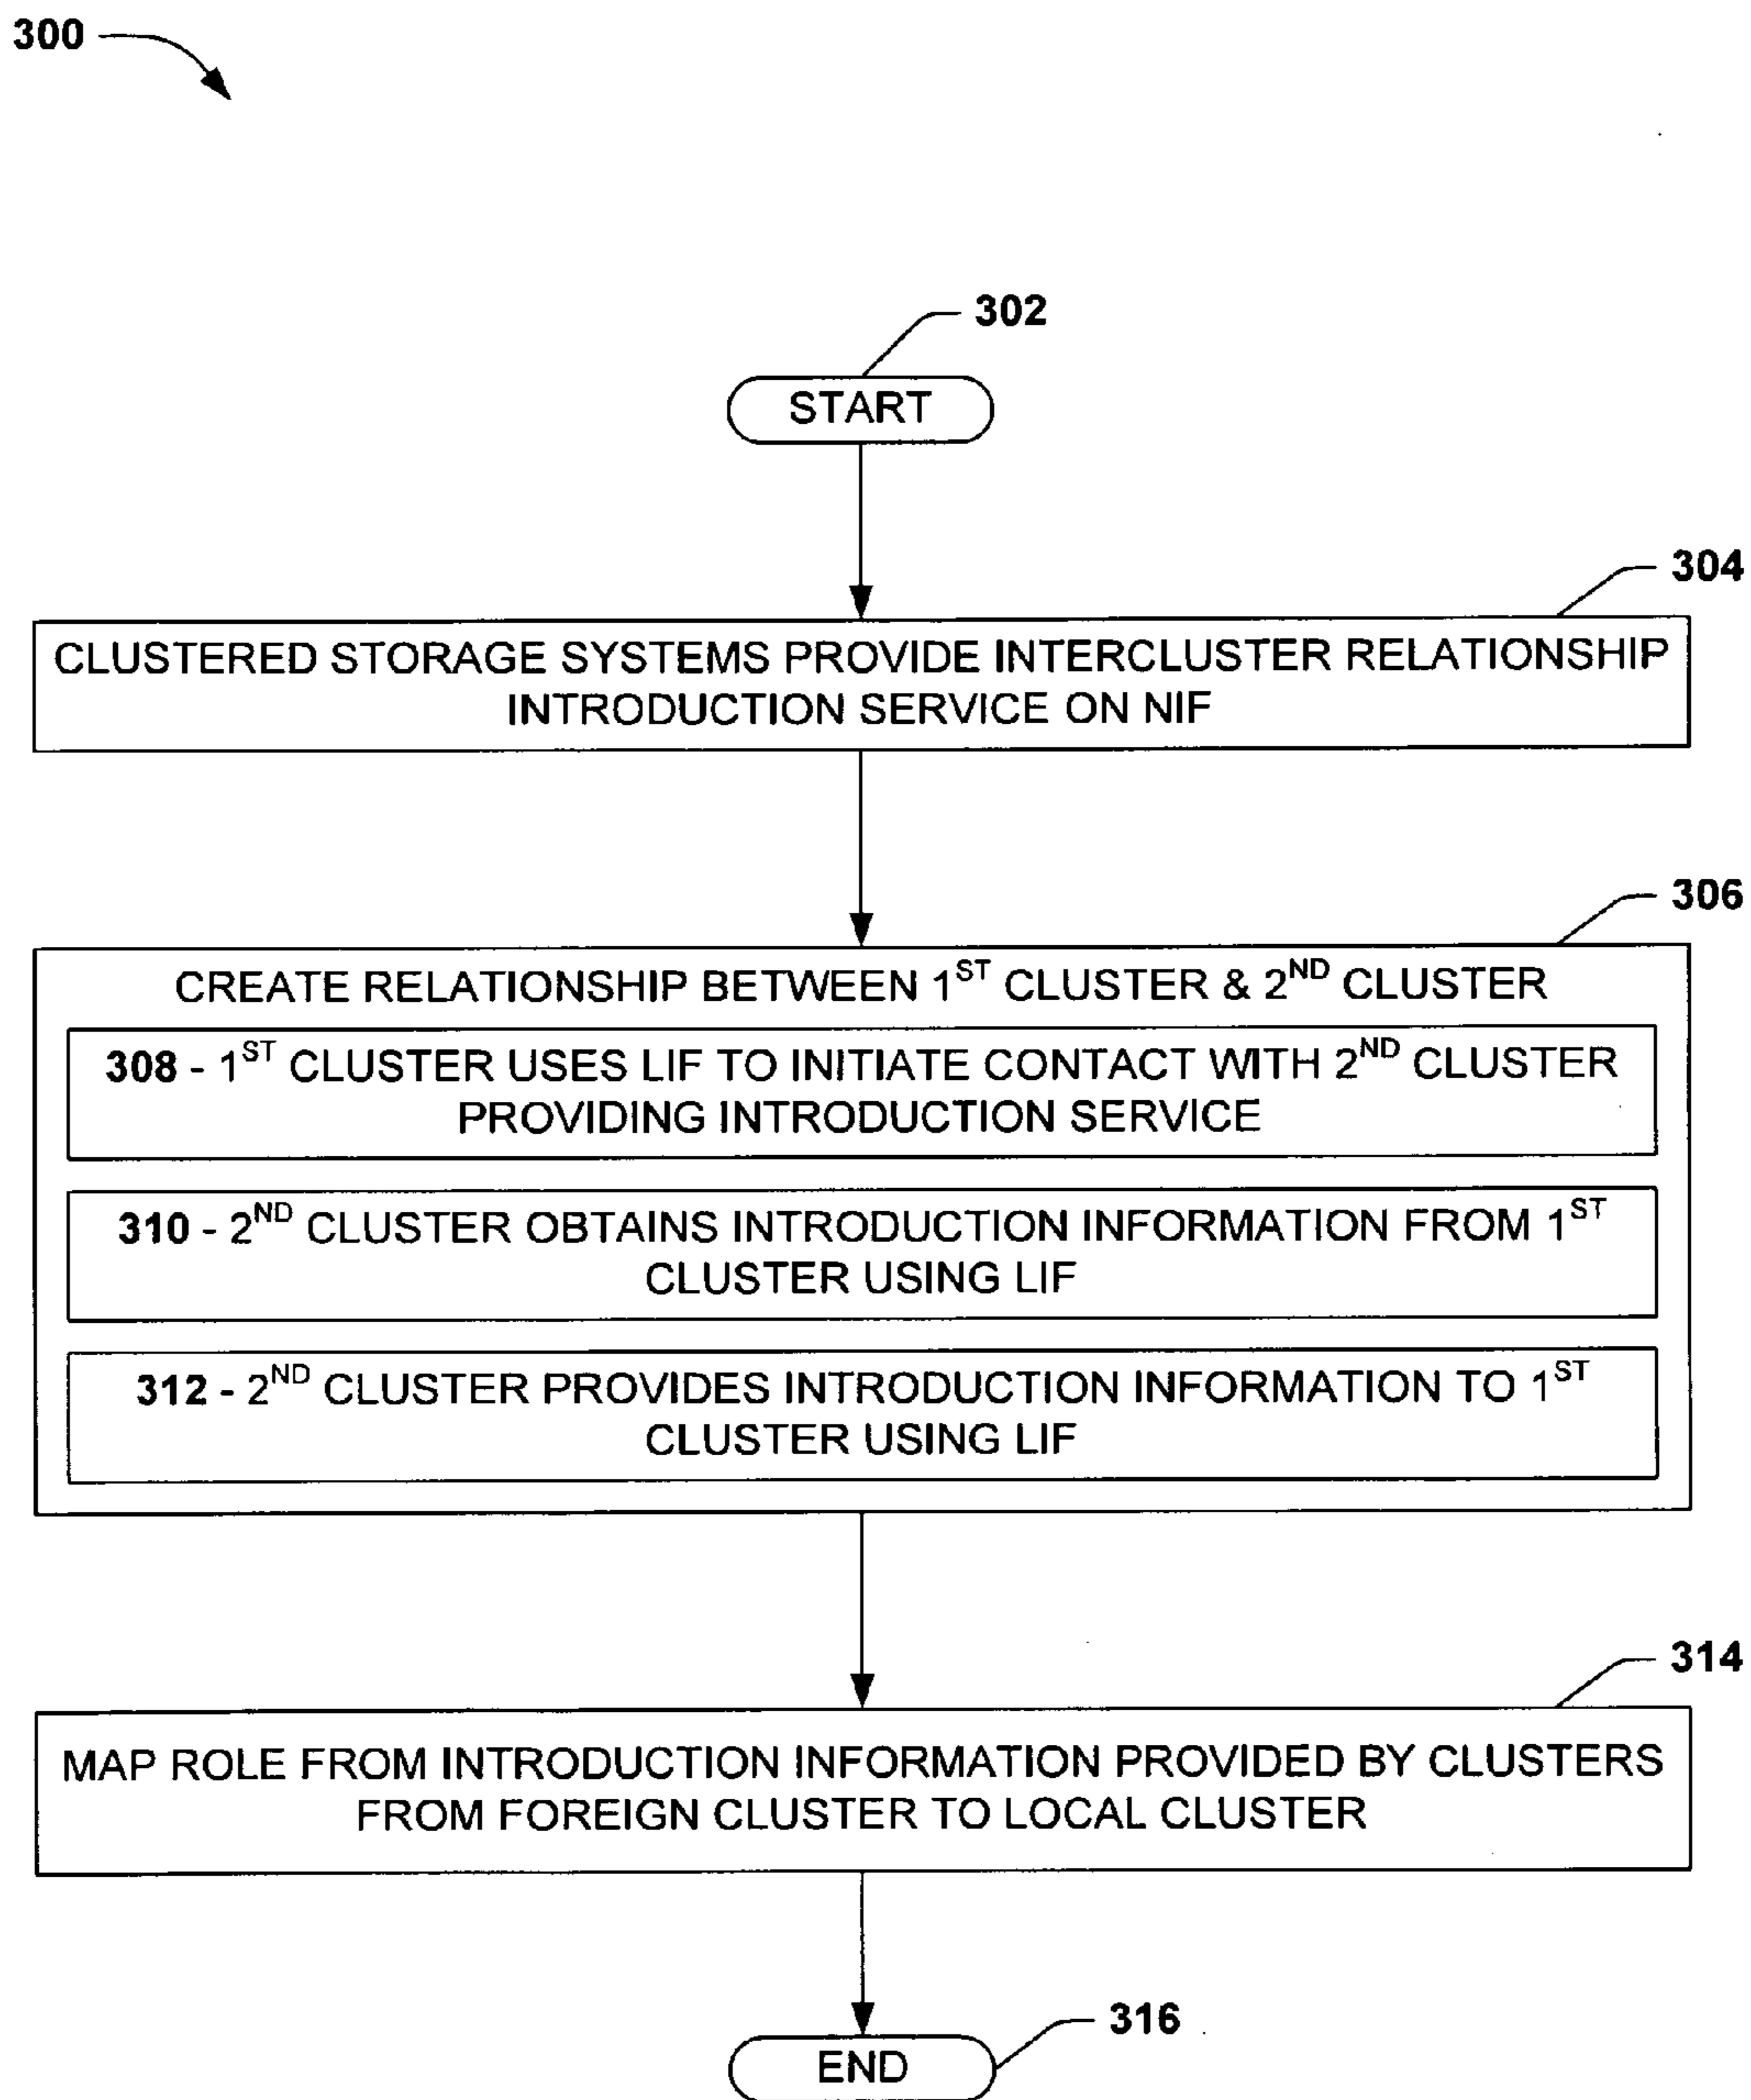 300
302
START
304
CLUSTERED STORAGE SYSTEMS PROVIDE INTERCLUSTER RELATIONSHIP
INTRODUCTION SERVICE ON NIF
306
CREATE RELATIONSHIP BETWEEN 1ST CLUSTER & 2ND CLUSTER
308 - 1ST CLUSTER USES LIF TO INITIATE CONTACT WITH 2ND CLUSTER
PROVIDING INTRODUCTION SERVICE
310 - 2ND CLUSTER OBTAINS INTRODUCTION INFORMATION FROM 1ST
CLUSTER USING LIF
312 - 2ND CLUSTER PROVIDES INTRODUCTION INFORMATION TO 1ST
CLUSTER USING LIF
314
MAP ROLE FROM INTRODUCTION INFORMATION PROVIDED BY CLUSTERS
FROM FOREIGN CLUSTER TO LOCAL CLUSTER
316
END